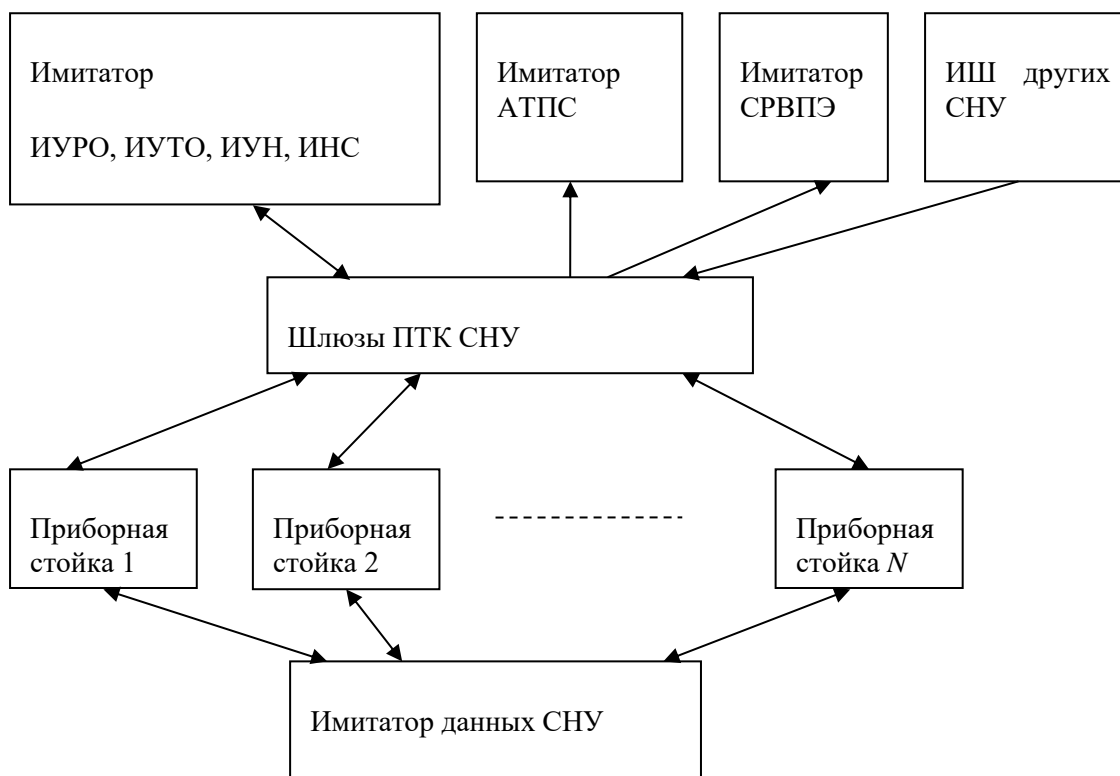 Имитатор
ИУРО, ИУТО, ИУН, ИНС
Имитатор
АТПС
Имитатор
СРВПЭ
ИШ других
СНУ
Шлюзы ПТК СНУ
Приборная
стойка 1
Приборная
стойка 2
Приборная
стойка N
Имитатор данных СНУ